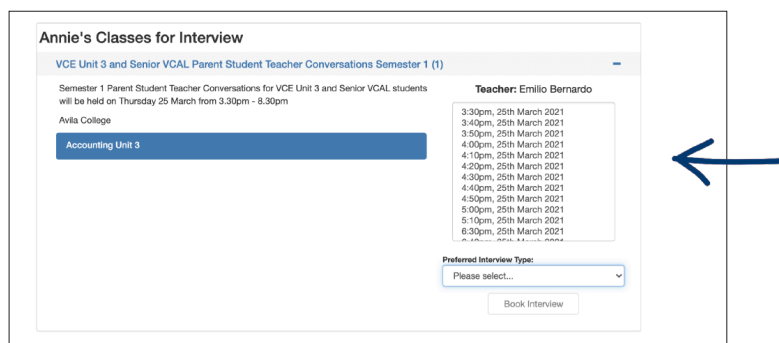 Annie's Classes for Interview
VCE Unit 3 and Senior VCAL Parent Student Teacher Conversations Semester 1 (1)
Semester 1 Parent Student Teacher Conversations for VCE Unit 3 and Senior VCAL students
will be held on Thursday 25 March from 3.30pm - 8.30pm
Avila College
Accounting Unit 3
Teacher: Emilio Bernardo
3:30pm, 25th March 2021
3:40pm, 25th March 2021
3:50pm, 25th March 2021
4:00pm, 25th March 2021
4:10pm, 25th March 2021
4:20pm, 25th March 2021
4:30pm, 25th March 2021
4:40pm, 25th March 2021
4:50pm, 25th March 2021
5:00pm, 25th March 2021
5:10pm, 25th March 2021
6:30pm, 25th March 2021
25th March 2021
Preferred Interview Type:
Please select...
Book Interview